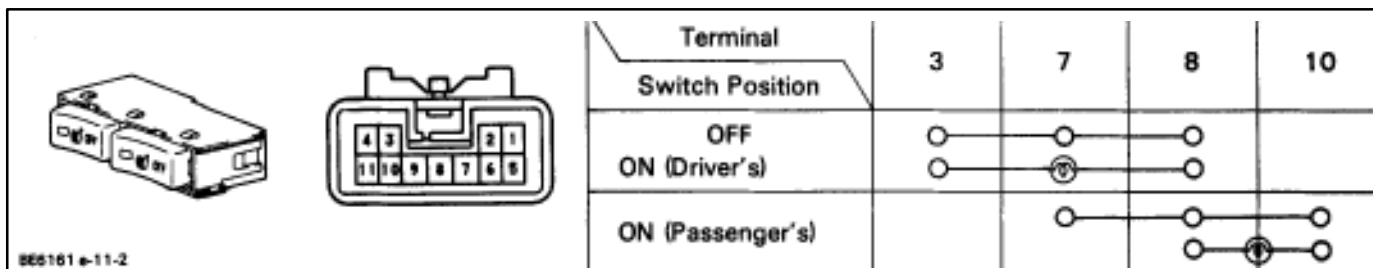 Terminal
Switch Position
3 7 8 10
OFF
ON (Driver's)
ON (Passenger's)
4 3 2 1
11 10 9 8 7 6 5
BE6161 e-11-2